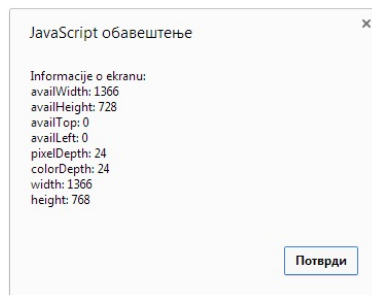 JavaScript обавештење
Informacije o ekranu:
availWidth: 1366
availHeight: 728
availTop: 0
availLeft: 0
pixelDepth: 24
colorDepth: 24
width: 1366
height: 768
Потврди